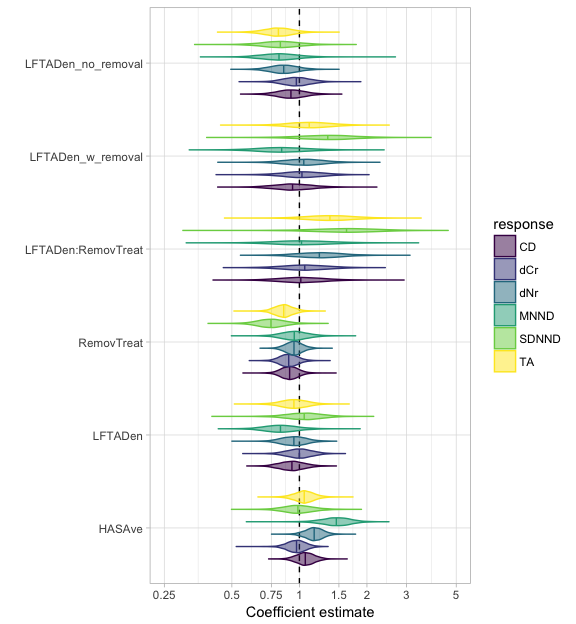 LFTADen_no_removal
LFTADen_w_removal
LFTADen:RemovTreat
RemovTreat
LFTADen
HASAve
0.25 0.5 0.75 1 1.5 2 3 5
Coefficient estimate
response
CD
dCr
dNr
MNND
SDNND
TA